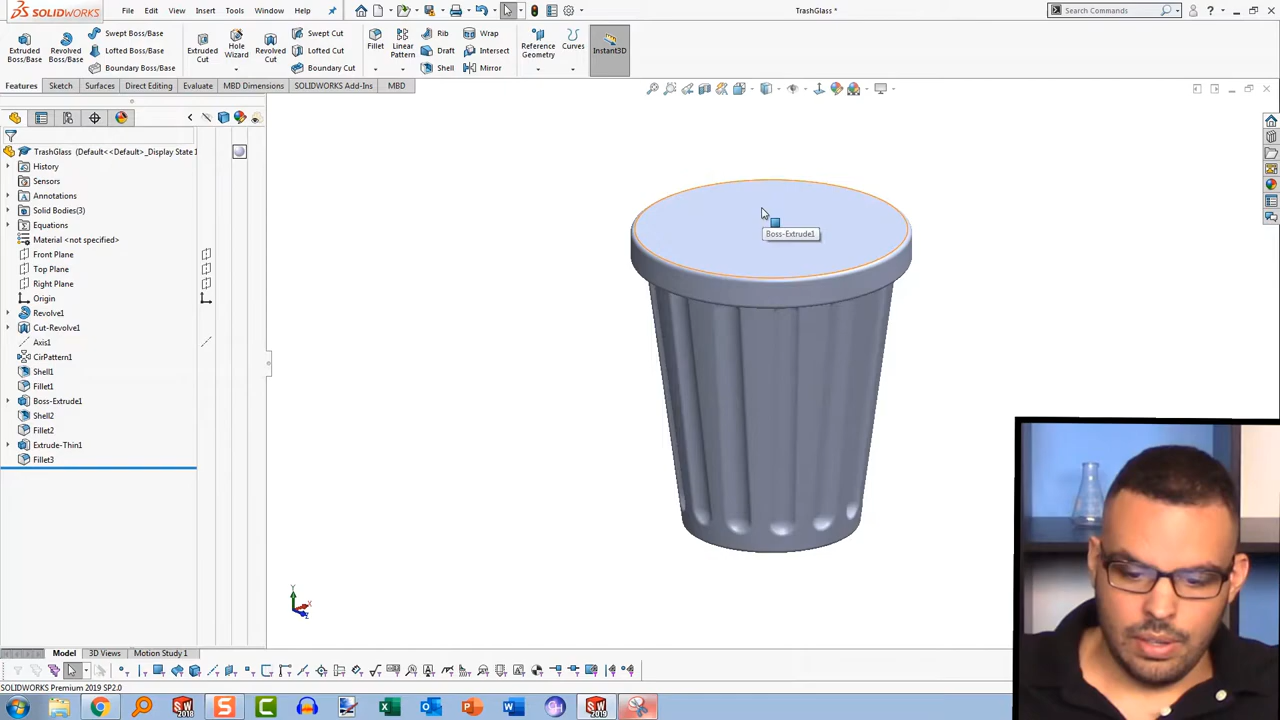 SOLIDWORKS File Edit View Insert Tools Window Help TrashGlass * Search Commands
Extruded Boss/Base Revolved Boss/Base Swept Boss/Base Lofted Boss/Base Boundary Boss/Base Extruded Cut Hole Wizard Revolved Cut Swept Cut Lofted Cut Boundary Cut Fillet Linear Pattern Rib Draft Shell Wrap Intersect Mirror Reference Geometry Curves Instant3D
Features Sketch Surfaces Evaluate Direct Editing MBD Dimensions SOLIDWORKS Add-Ins MBD
TrashGlass (Default<<Default>_Display State 1
History
Sensors
Annotations
Solid Bodies(3)
Equations
Material <not specified>
Front Plane
Top Plane
Right Plane
Origin
Revolve1
Cut-Revolve1
Axis1
CirPattern1
Shell1
Fillet1
Boss-Extrude1
Shell2
Fillet2
Extrude-Thin1
Fillet3
Boss-Extrude1
Y
X
Z
Model 3D Views Motion Study 1
SOLIDWORKS Premium 2019 SP2.0
2018
2019